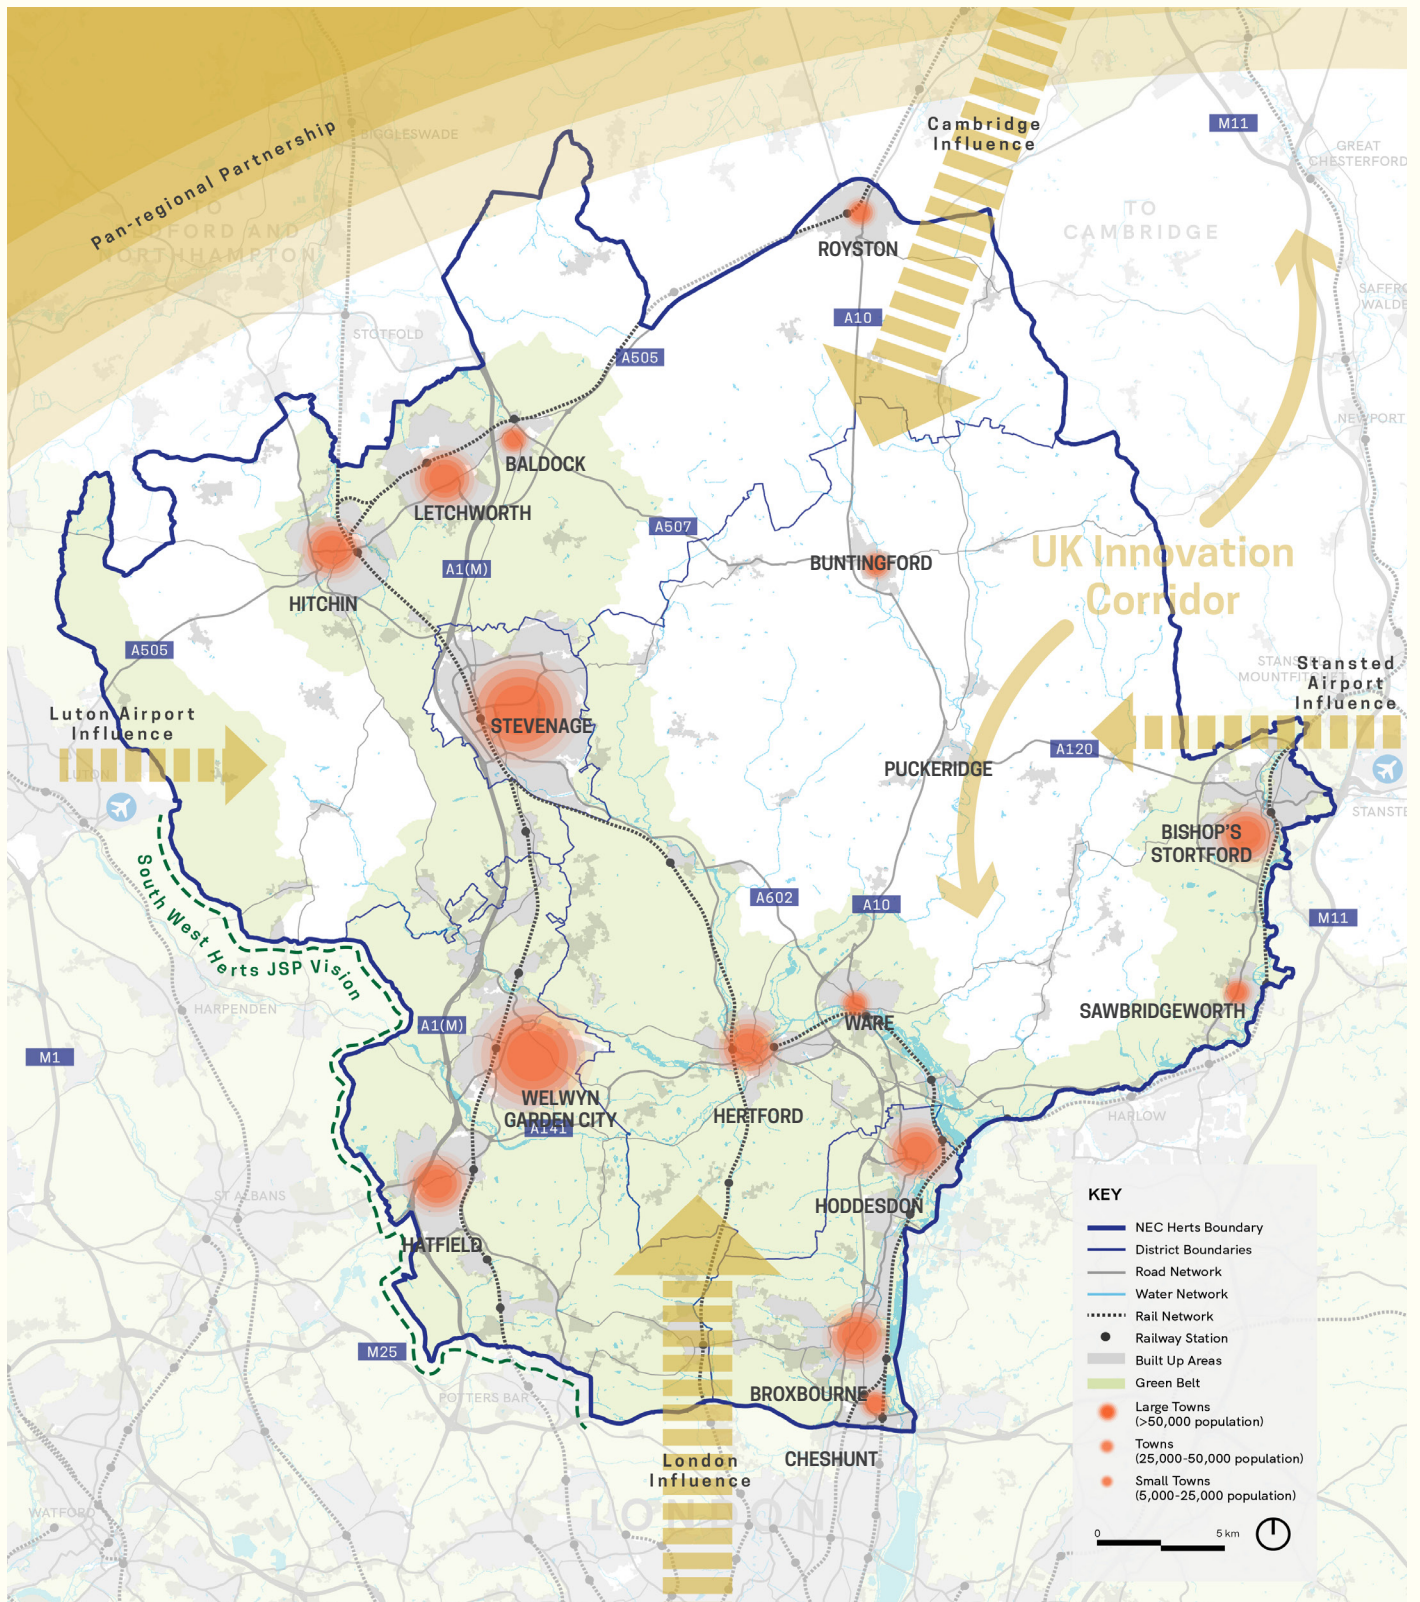 Pan-regional Partnership
BIGGLESWADE
TO
BEDFORD AND
NORTHHAMPTON
Cambridge
Influence
M11
GREAT
CHESTERFORD
TO
CAMBRIDGE
ROYSTON
A10
STOTFOLD
A505
NEWPORT
BALDOCK
LETCHWORTH
A507
A1(M)
BUNTINGFORD
UK Innovation
Corridor
HITCHIN
A505
Stansted
Airport
Influence
STANSTED
MOUNTFITCHET
Luton Airport
Influence
LUTON
STEVENAGE
A120
PUCKERIDGE
STANSTE
BISHOP'S
STORTFORD
A602
A10
M11
South West Herts JSP Vision
HARPENDEN
SAWBRIDGEWORTH
A1(M)
WARE
M1
WELWYN
GARDEN CITY
A141
HERTFORD
HARLOW
ST ALBANS
HODDESDON
HATFIELD
M25
POTTERS BAR
BROXBOURNE
CHESHUNT
London
Influence
LONDON
WATFORD
KEY
NEC Herts Boundary
District Boundaries
Road Network
Water Network
Rail Network
Railway Station
Built Up Areas
Green Belt
Large Towns
(>50,000 population)
Towns
(25,000-50,000 population)
Small Towns
(5,000-25,000 population)
0 5 km